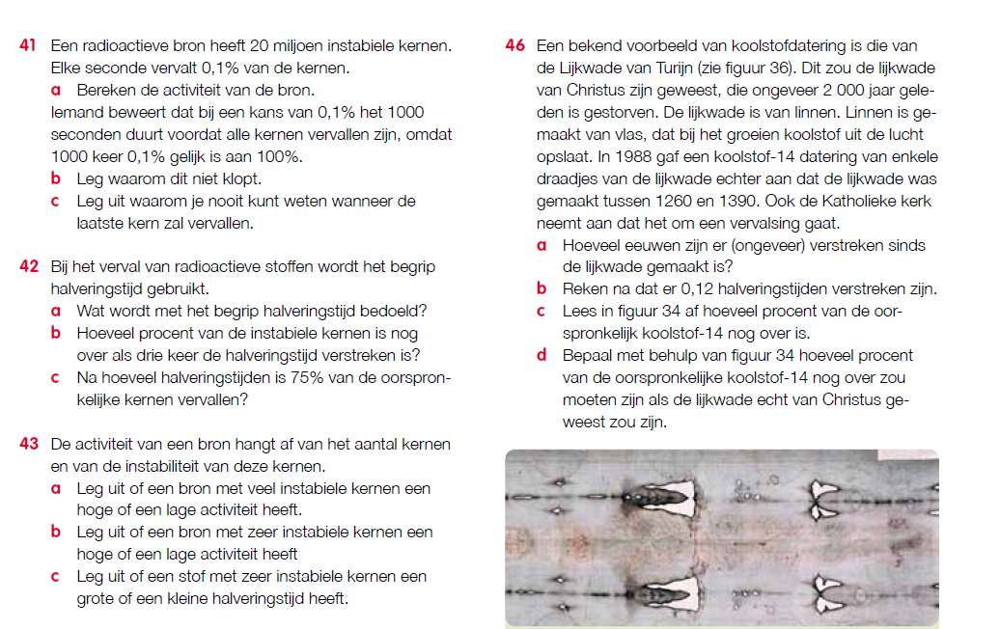 41 Een radioactieve bron heeft 20 miljoen instabiele kernen.
Elke seconde vervalt 0,1% van de kernen.
a Bereken de activiteit van de bron.
Iemand beweert dat bij een kans van 0,1% het 1000
seconden duurt voordat alle kernen vervallen zijn, omdat
1000 keer 0,1% gelijk is aan 100%.
b Leg waarom dit niet klopt.
c Leg uit waarom je nooit kunt weten wanneer de
laatste kern zal vervallen.
42 Bij het verval van radioactieve stoffen wordt het begrip
halveringstijd gebruikt.
a Wat wordt met het begrip halveringstijd bedoeld?
b Hoeveel procent van de instabiele kernen is nog
over als drie keer de halveringstijd verstreken is?
c Na hoeveel halveringstijden is 75% van de oorspron-
kelijke kernen vervallen?
43 De activiteit van een bron hangt af van het aantal kernen
en van de instabiliteit van deze kernen.
a Leg uit of een bron met veel instabiele kernen een
hoge of een lage activiteit heeft.
b Leg uit of een bron met zeer instabiele kernen een
hoge of een lage activiteit heeft
c Leg uit of een stof met zeer instabiele kernen een
grote of een kleine halveringstijd heeft.
46 Een bekend voorbeeld van koolstofdatering is die van
de Lijkwade van Turijn (zie figuur 36). Dit zou de lijkwade
van Christus zijn geweest, die ongeveer 2 000 jaar gele-
den is gestorven. De lijkwade is van linnen. Linnen is ge-
maakt van vlas, dat bij het groeien koolstof uit de lucht
opslaat. In 1988 gaf een koolstof-14 datering van enkele
draadjes van de lijkwade echter aan dat de lijkwade was
gemaakt tussen 1260 en 1390. Ook de Katholieke kerk
neemt aan dat het om een vervalsing gaat.
a Hoeveel eeuwen zijn er (ongeveer) verstreken sinds
de lijkwade gemaakt is?
b Reken na dat er 0,12 halveringstijden verstreken zijn.
c Lees in figuur 34 af hoeveel procent van de oor-
spronkelijk koolstof-14 nog over is.
d Bepaal met behulp van figuur 34 hoeveel procent
van de oorspronkelijke koolstof-14 nog over zou
moeten zijn als de lijkwade echt van Christus ge-
weest zou zijn.